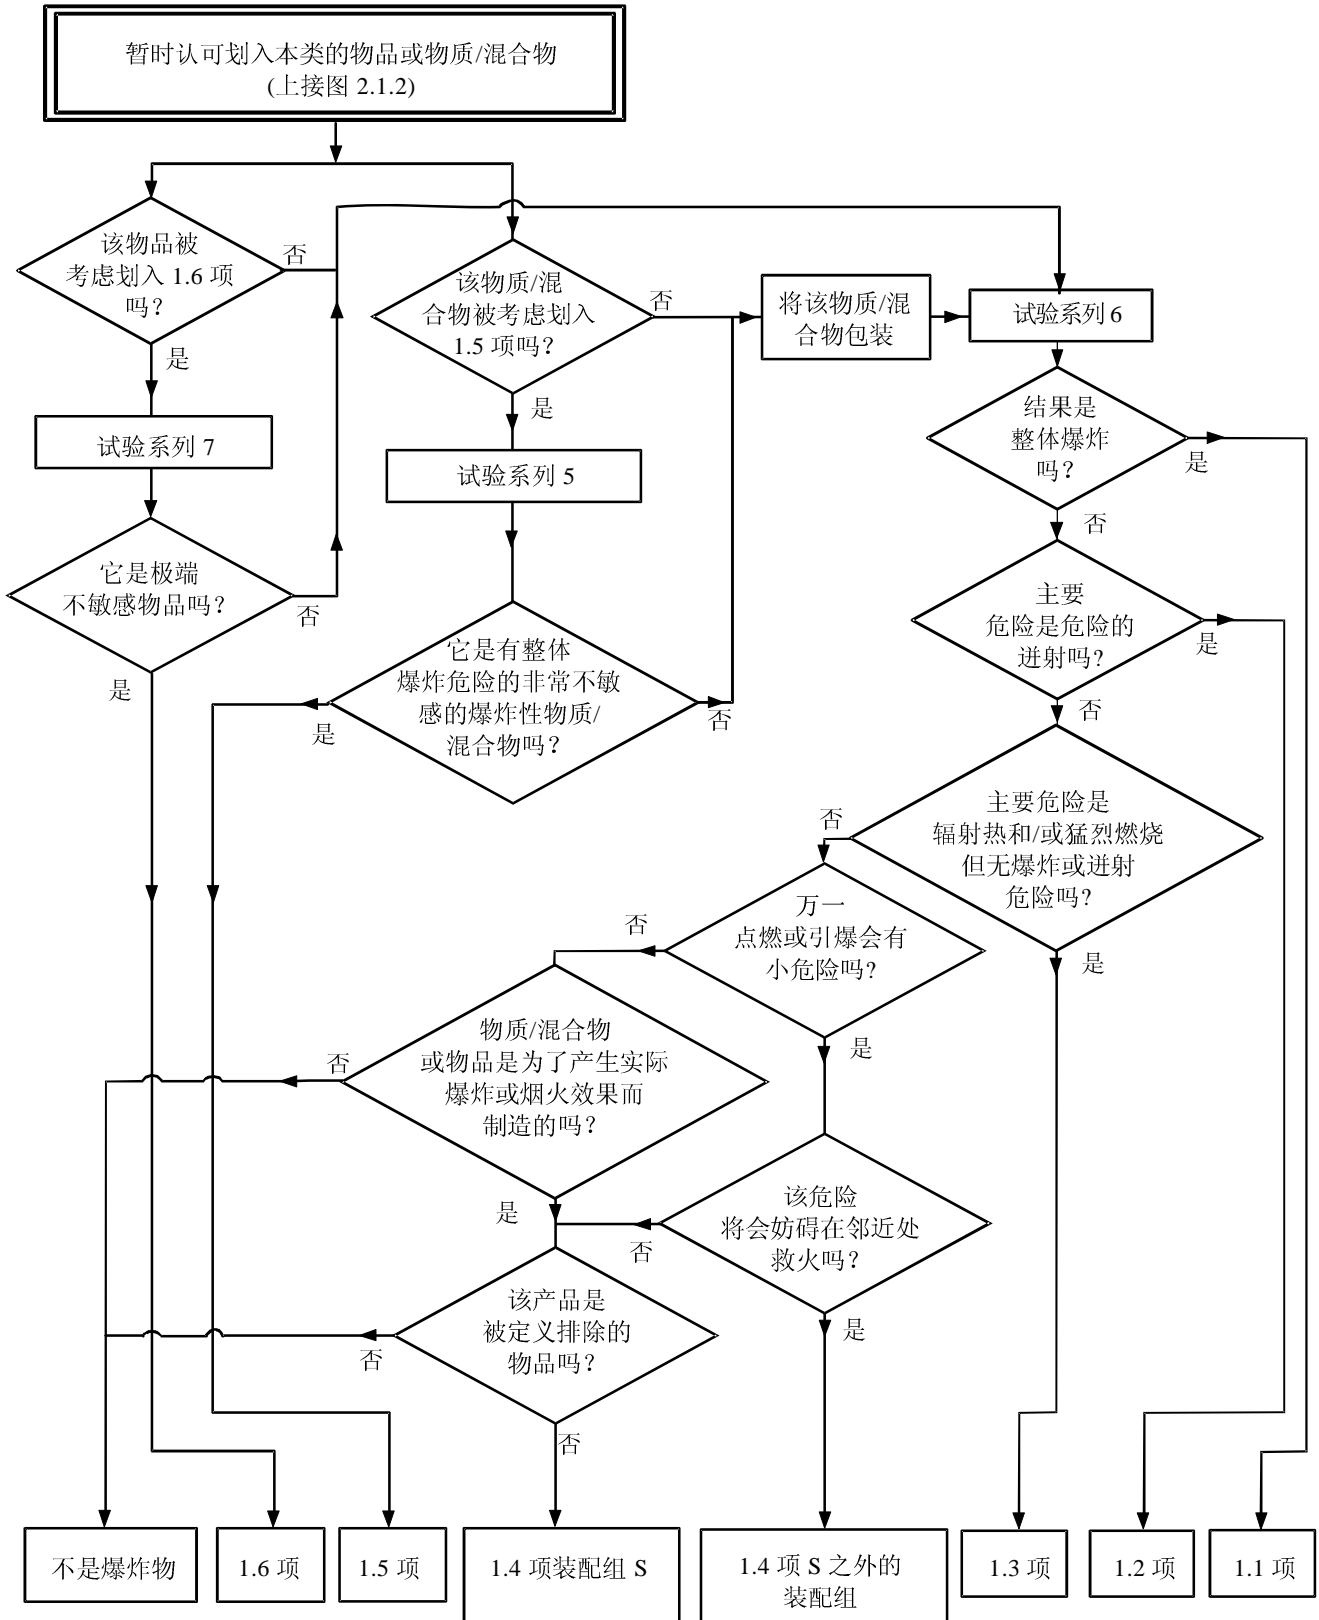 暂时认可划入本类的物品或物质/混合物
(上接图 2.1.2)
该物品被
考虑划入 1.6 项
吗?
否
是
试验系列 7
它是极端
不敏感物品吗?
否
是
该物质/混
合物被考虑划入
1.5 项吗?
否
是
试验系列 5
它是有整体
爆炸危险的非常不敏
感的爆炸性物质/
混合物吗?
是
否
将该物质/混
合物包装
试验系列 6
结果是
整体爆炸
吗?
是
否
主要
危险是危险的
迸射吗?
是
否
主要危险是
辐射热和/或猛烈燃烧
但无爆炸或迸射
危险吗?
否
是
万一
点燃或引爆会有
小危险吗?
否
是
物质/混合物
或物品是为了产生实际
爆炸或烟火效果而
制造的吗?
否
是
该危险
将会妨碍在邻近处
救火吗?
否
是
该产品是
被定义排除的
物品吗?
否
否
不是爆炸物
1.6 项
1.5 项
1.4 项装配组 S
1.4 项 S 之外的
装配组
1.3 项
1.2 项
1.1 项